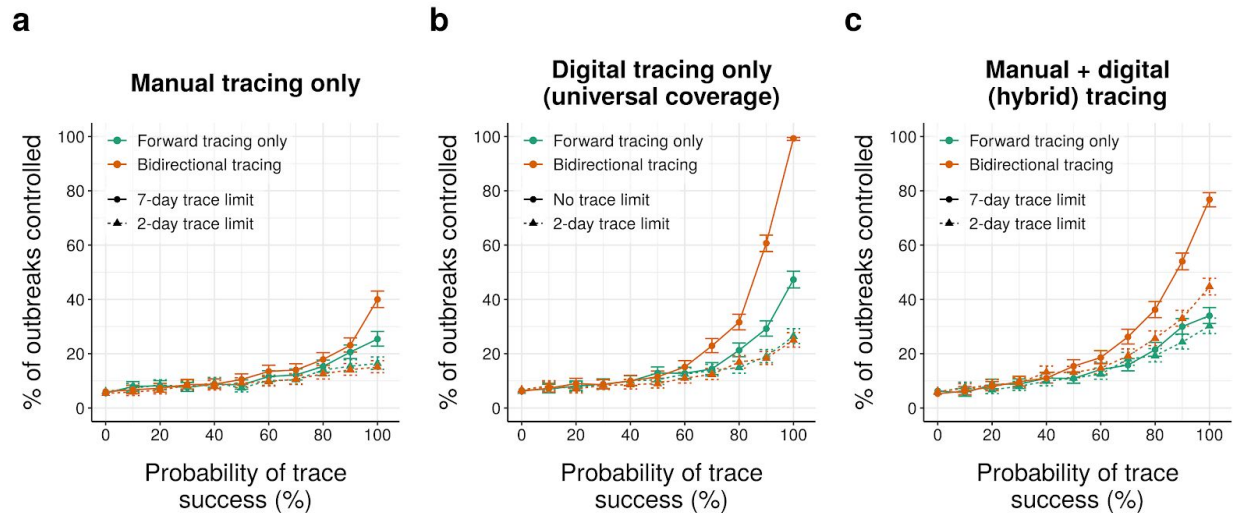 a
Manual tracing only
% of outbreaks controlled
100
80
60
40
20
0
Forward tracing only
Bidirectional tracing
7-day trace limit
2-day trace limit
0 20 40 60 80 100
Probability of trace
success (%)
b
Digital tracing only
(universal coverage)
% of outbreaks controlled
100
80
60
40
20
0
Forward tracing only
Bidirectional tracing
No trace limit
2-day trace limit
0 20 40 60 80 100
Probability of trace
success (%)
c
Manual + digital
(hybrid) tracing
% of outbreaks controlled
100
80
60
40
20
0
Forward tracing only
Bidirectional tracing
7-day trace limit
2-day trace limit
0 20 40 60 80 100
Probability of trace
success (%)